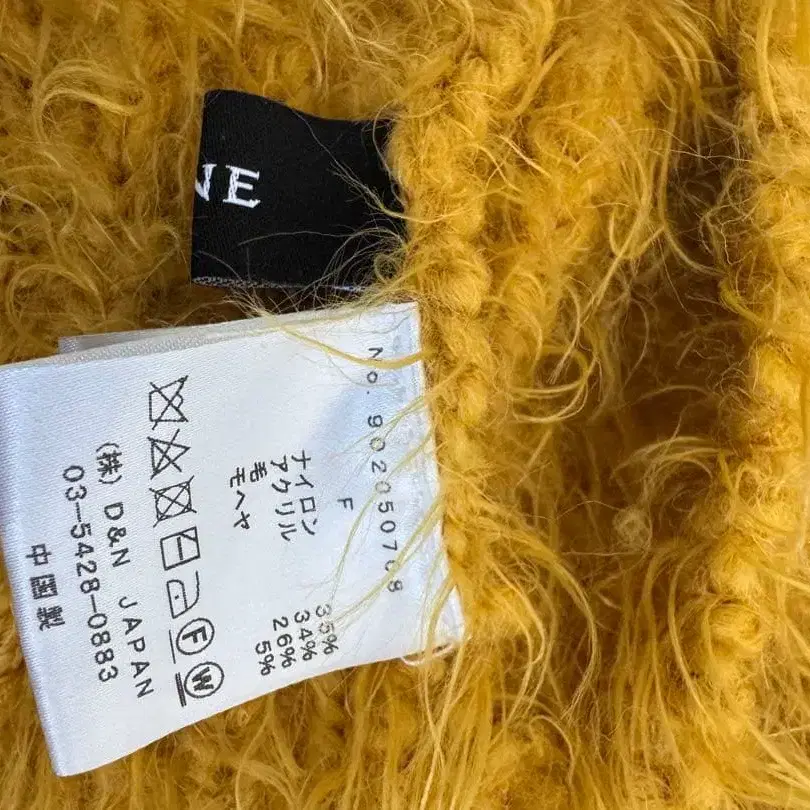 NE
No. 902050708
F
ナイロン 35%
アクリル 34%
毛 26%
モヘヤ 5%
F
W
(株) D&N JAPAN
03-5428-0883
中国製